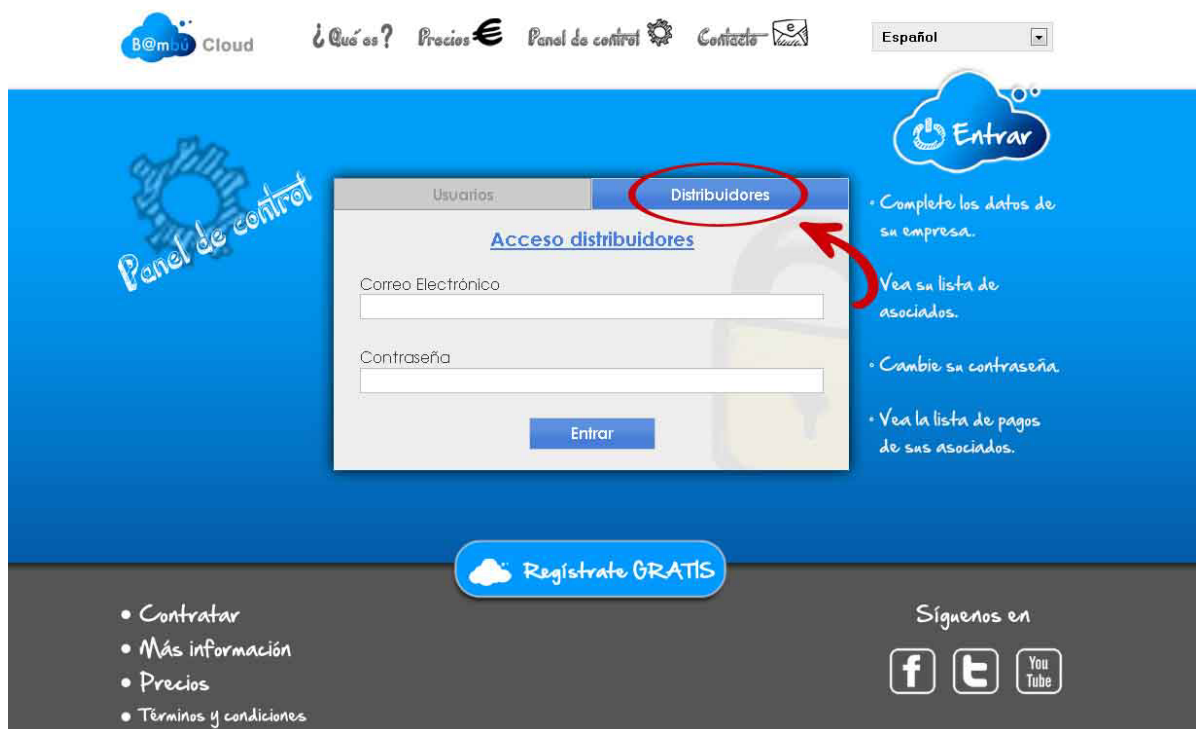 B@mbú Cloud
¿Qué es?
Precios €
Panel de control
Contacto
Español
Entrar
Panel de control
Usuarios
Distribuidores
Acceso distribuidores
Correo Electrónico
Contraseña
Entrar
• Complete los datos de
su empresa.
Vea su lista de
asociados.
• Cambie su contraseña.
• Vea la lista de pagos
de sus asociados.
Regístrate GRATIS
• Contratar
• Más información
• Precios
• Términos y condiciones
Síguenos en
f
t
You
Tube